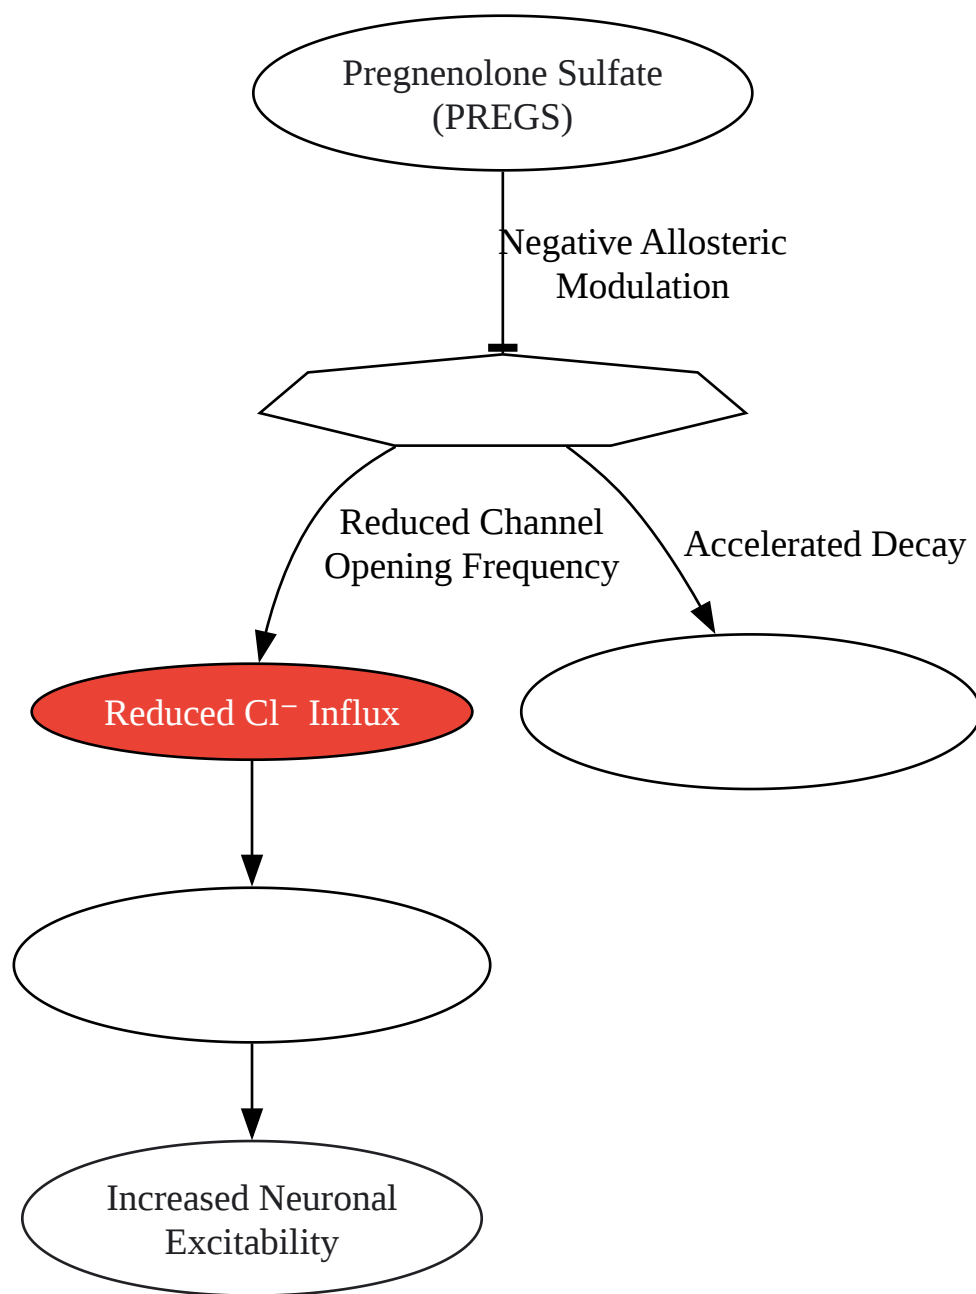 Pregnenolone Sulfate
(PREGS)
Negative Allosteric
Modulation
Reduced Channel
Opening Frequency
Accelerated Decay
Reduced Cl⁻ Influx
Increased Neuronal
Excitability